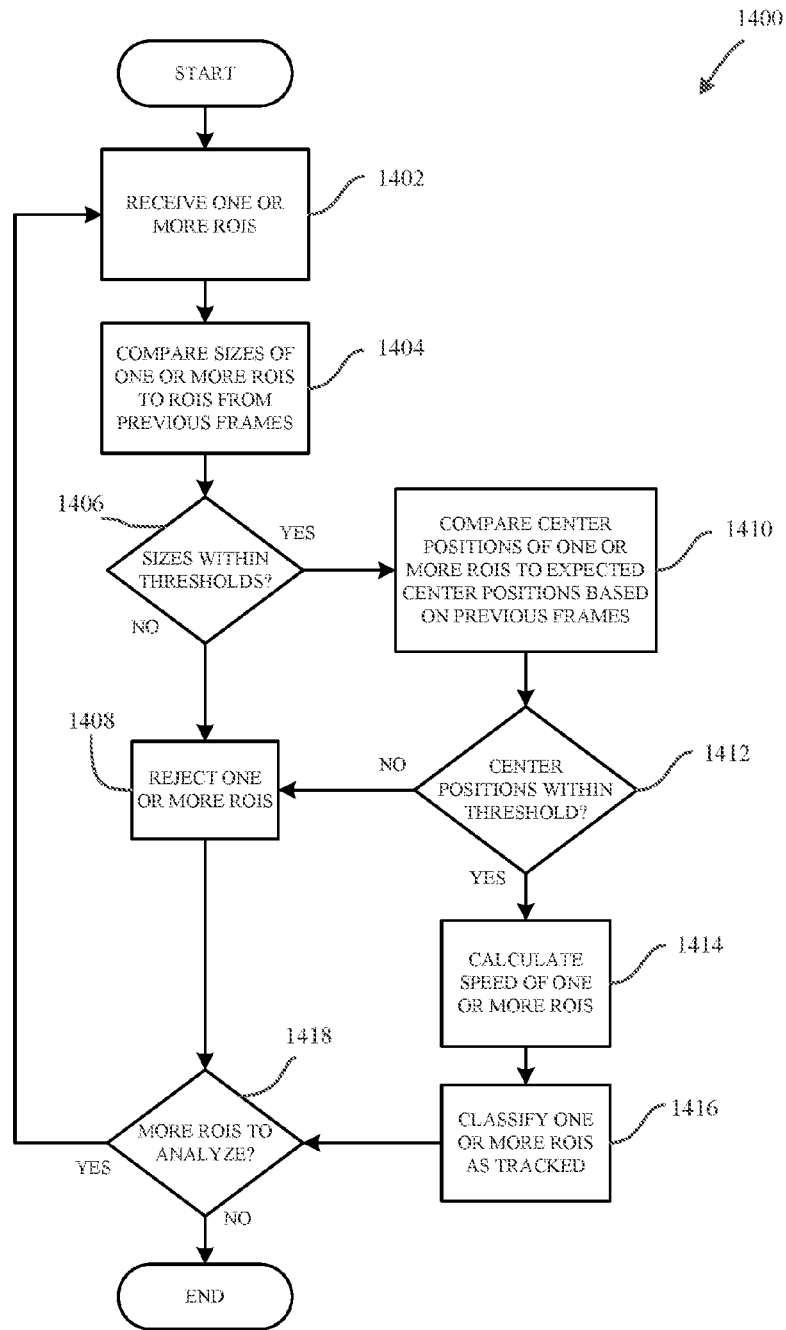 1400
START
RECEIVE ONE OR
MORE ROIS
1402
COMPARE SIZES OF
ONE OR MORE ROIS
TO ROIS FROM
PREVIOUS FRAMES
1404
1406
SIZES WITHIN
THRESHOLDS?
YES
NO
COMPARE CENTER
POSITIONS OF ONE OR
MORE ROIS TO EXPECTED
CENTER POSITIONS BASED
ON PREVIOUS FRAMES
1410
1408
REJECT ONE
OR MORE ROIS
NO
CENTER
POSITIONS WITHIN
THRESHOLD?
1412
YES
CALCULATE
SPEED OF ONE
OR MORE ROIS
1414
1418
MORE ROIS TO
ANALYZE?
YES
NO
CLASSIFY ONE
OR MORE ROIS
AS TRACKED
1416
END